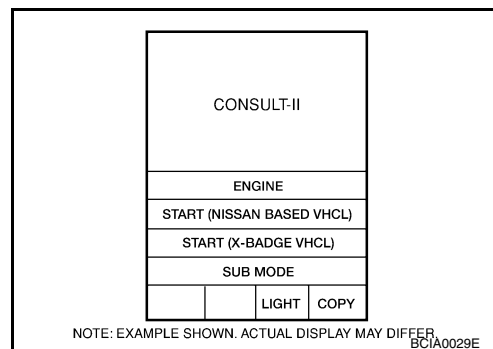 CONSULT-II
ENGINE
START (NISSAN BASED VHCL)
START (X-BADGE VHCL)
SUB MODE
LIGHT COPY
NOTE: EXAMPLE SHOWN. ACTUAL DISPLAY MAY DIFFER.
BCIA0029E